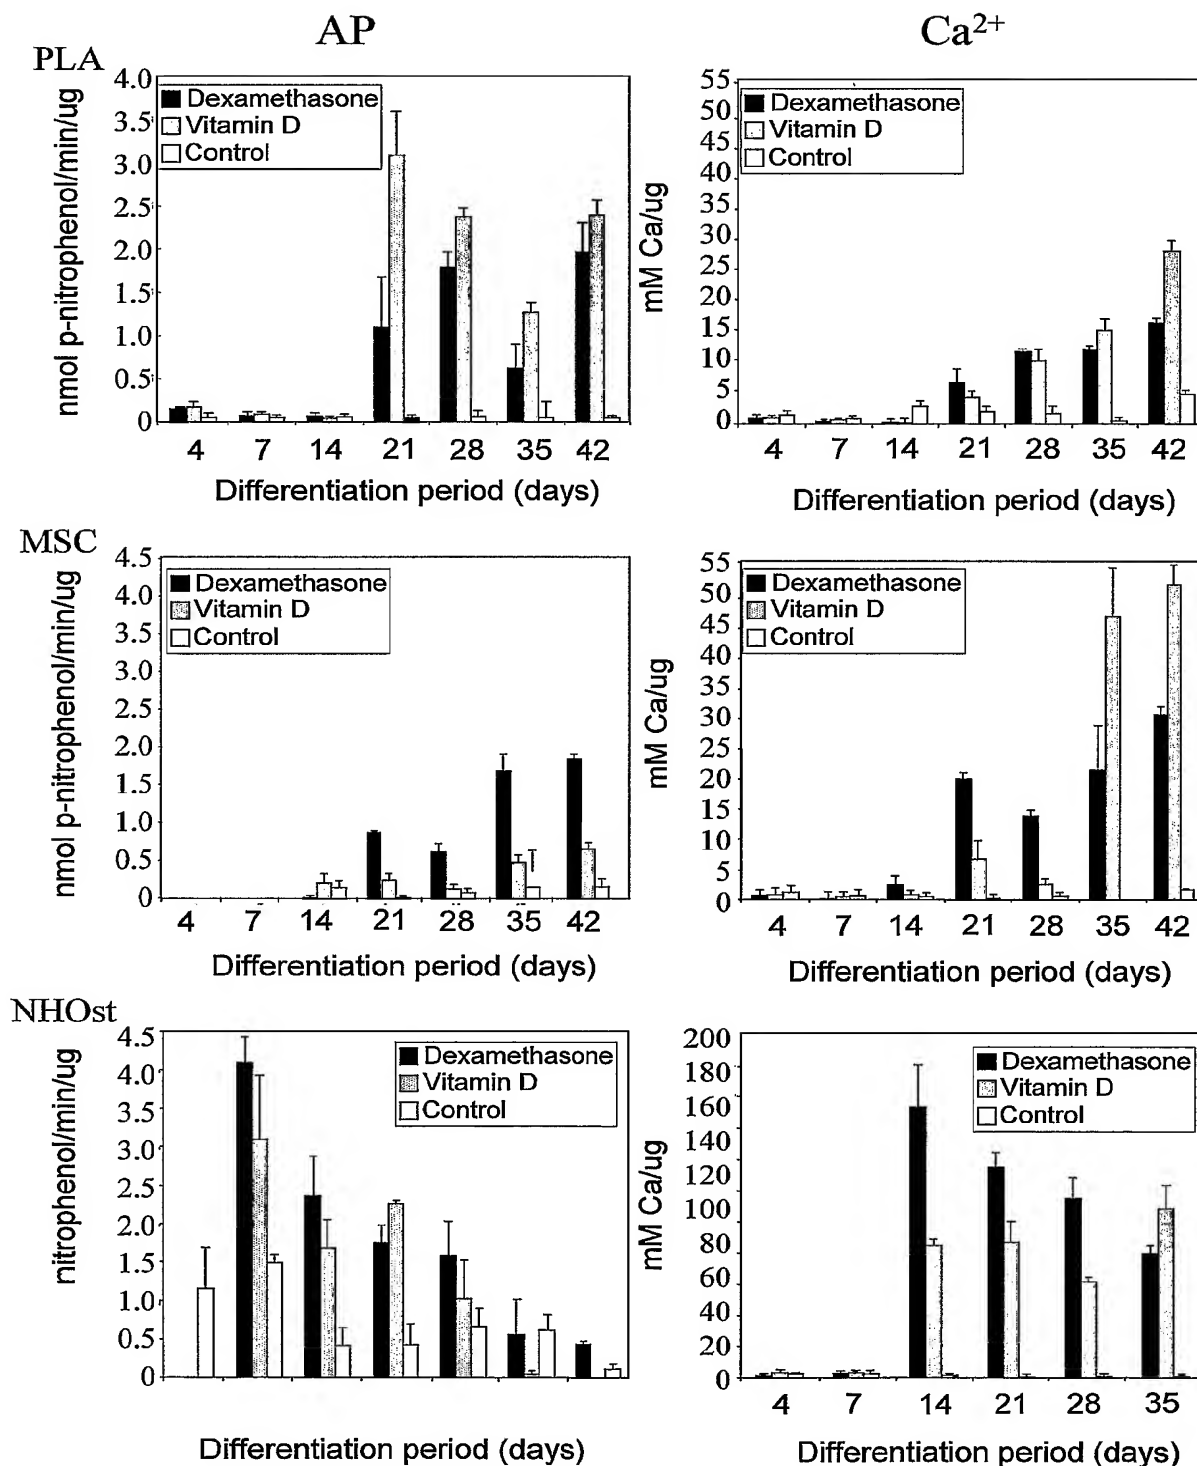 AP
Ca²⁺
PLA
4.0
3.5
3.0
2.5
2.0
1.5
1.0
0.5
0
nmol p-nitrophenol/min/ug
Dexamethasone
Vitamin D
Control
4 7 14 21 28 35 42
Differentiation period (days)
55
50
45
40
35
30
25
20
15
10
5
0
mM Ca/ug
Dexamethasone
Vitamin D
Control
4 7 14 21 28 35 42
Differentiation period (days)
MSC
4.5
4.0
3.5
3.0
2.5
2.0
1.5
1.0
0.5
0
nmol p-nitrophenol/min/ug
Dexamethasone
Vitamin D
Control
4 7 14 21 28 35 42
Differentiation period (days)
55
50
45
40
35
30
25
20
15
10
5
0
mM Ca/ug
Dexamethasone
Vitamin D
Control
4 7 14 21 28 35 42
Differentiation period (days)
NHOst
4.5
4.0
3.5
3.0
2.5
2.0
1.5
1.0
0.5
0
nitrophenol/min/ug
Dexamethasone
Vitamin D
Control
Differentiation period (days)
200
180
160
140
120
100
80
60
40
20
0
mM Ca/ug
Dexamethasone
Vitamin D
Control
4 7 14 21 28 35
Differentiation period (days)